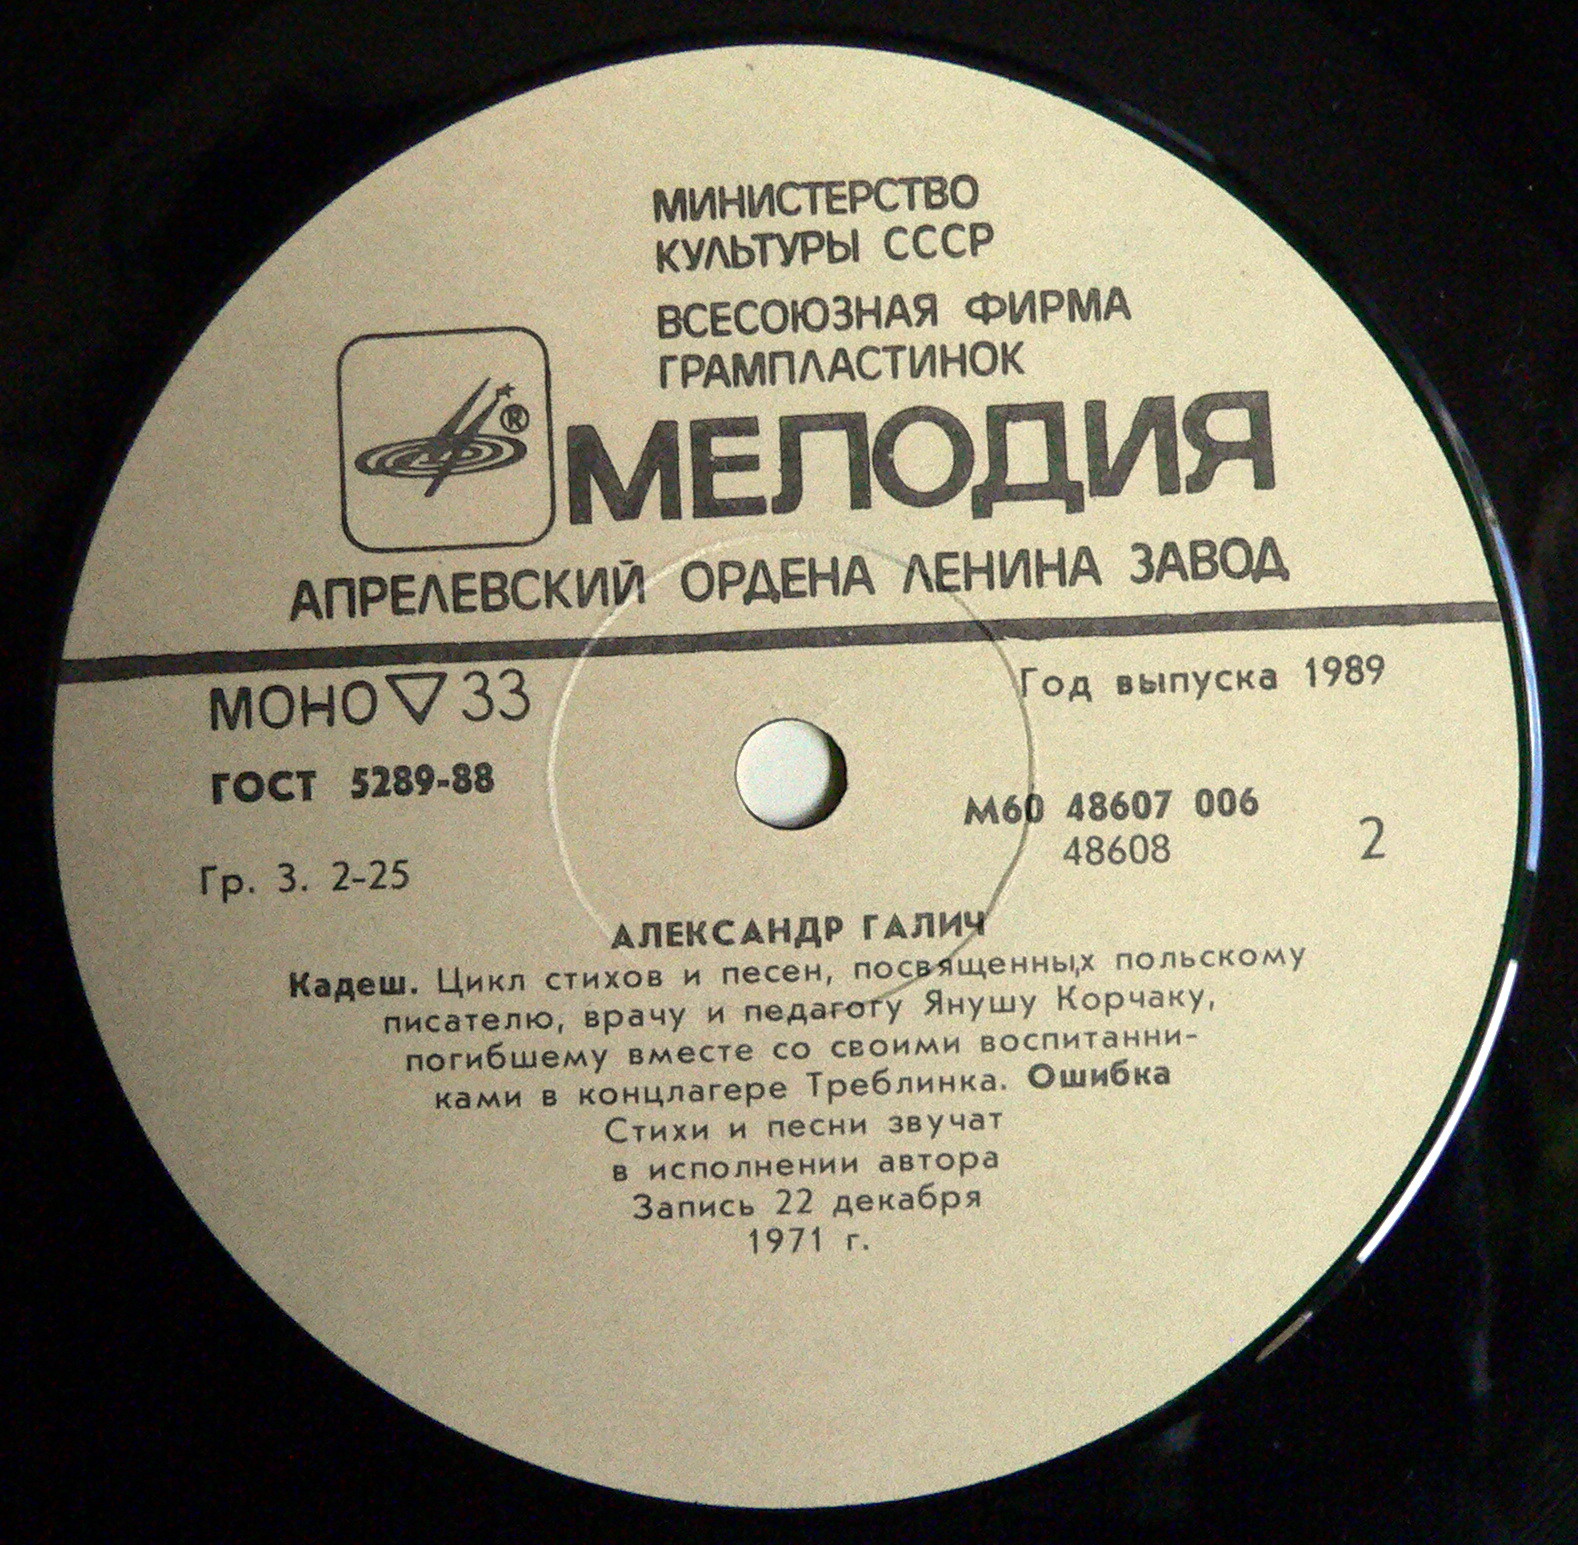 МИНИСТЕРСТВО
КУЛЬТУРЫ СССР
ВСЕСОЮЗНАЯ ФИРМА
ГРАМПЛАСТИНОК
®
МЕЛОДИЯ
АПРЕЛЕВСКИЙ ОРДЕНА ЛЕНИНА ЗАВОД
МОНО ▽ 33
Год выпуска 1989
ГОСТ 5289-88
М60 48607 006
48608
2
Гр. 3. 2-25
АЛЕКСАНДР ГАЛИЧ
Кадеш. Цикл стихов и песен, посвященных польскому
писателю, врачу и педагогу Янушу Корчаку,
погибшему вместе со своими воспитанни-
ками в концлагере Треблинка. Ошибка
Стихи и песни звучат
в исполнении автора
Запись 22 декабря
1971 г.